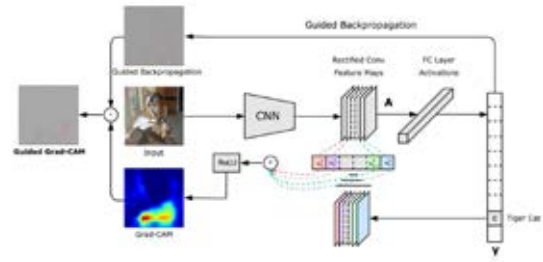 Guided Backpropagation
Guided Backpropagation
Rectified Conv
Feature Maps
FC Layer
Activations
CNN
A
Guided Grad-CAM
Input
ReLU
+
Grad-CAM
c
Tiger Cat
y